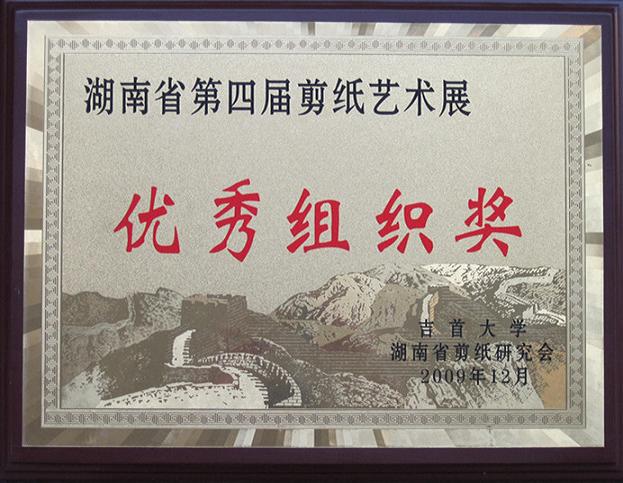 湖南省第四届剪纸艺术展
优秀组织奖
吉首大学
湖南省剪纸研究会
2009年12月